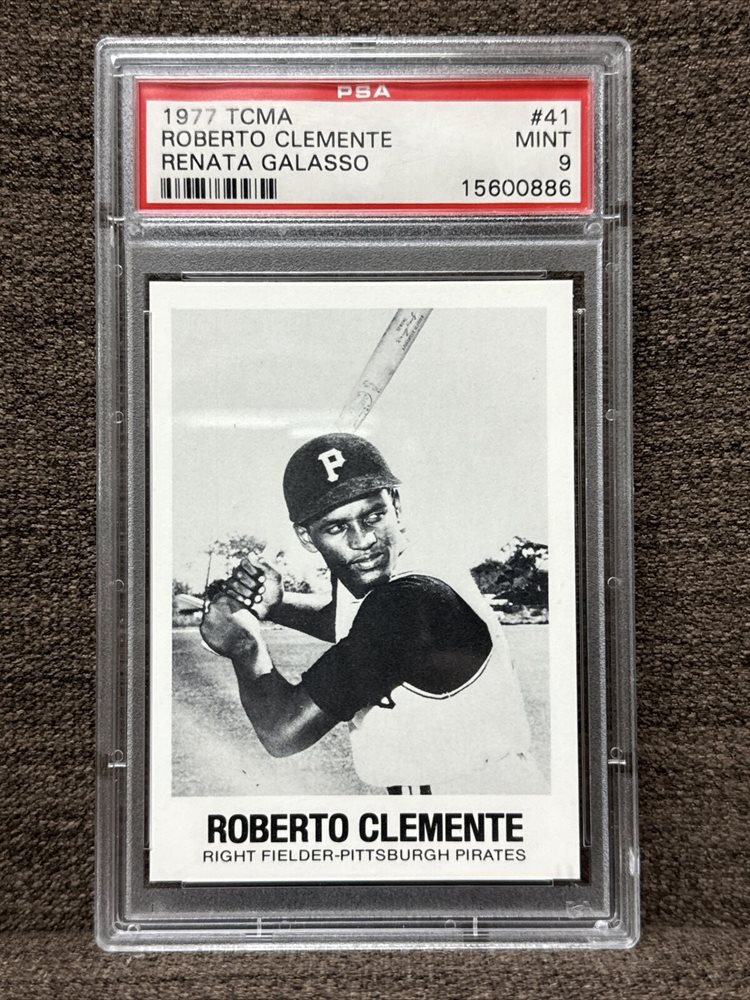 PSA
1977 TCMA #41
ROBERTO CLEMENTE MINT
RENATA GALASSO 9
15600886
P
ROBERTO CLEMENTE
RIGHT FIELDER-PITTSBURGH PIRATES